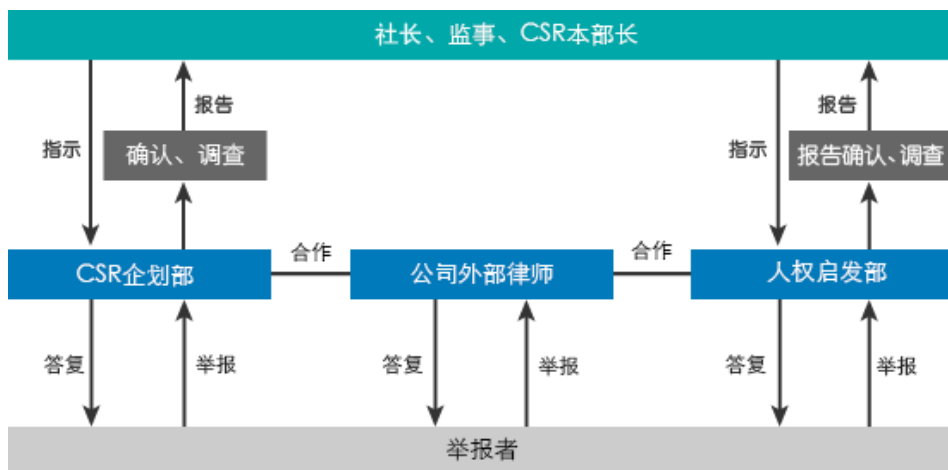 社长、监事、CSR本部长
报告
报告
指示
确认、调查
指示
报告确认、调查
合作
合作
CSR企划部
公司外部律师
人权启发部
答复
举报
答复
举报
答复
举报
举报者